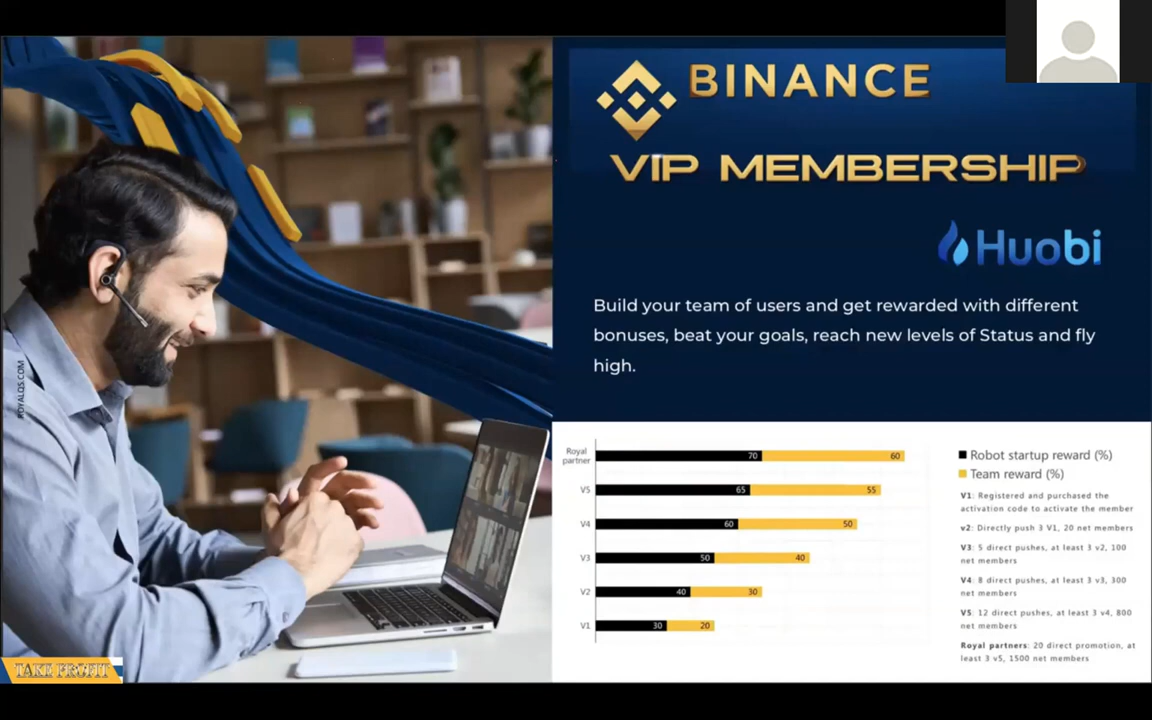 BINANCE
VIP MEMBERSHIP
Huobi
Build your team of users and get rewarded with different
bonuses, beat your goals, reach new levels of Status and fly
high.
ROYALQS.COM
TAKE PROFIT
Royal
partner
70
60
V5
65
55
V4
60
50
V3
50
40
V2
40
30
V1
30
20
Robot startup reward (%)
Team reward (%)
V1: Registered and purchased the
activation code to activate the member
v2: Directly push 3 V1, 20 net members
V3: 5 direct pushes, at least 3 v2, 100
net members
V4: 8 direct pushes, at least 3 v3, 300
net members
V5: 12 direct pushes, at least 3 v4, 800
net members
Royal partners: 20 direct promotion, at
least 3 v5, 1500 net members